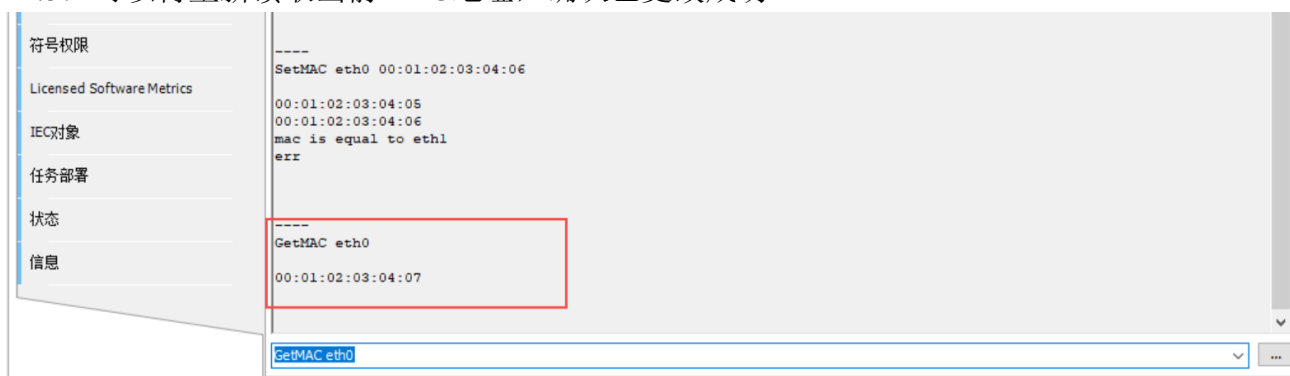 符号权限
Licensed Software Metrics
IEC对象
任务部署
状态
信息
----
SetMAC eth0 00:01:02:03:04:06
00:01:02:03:04:05
00:01:02:03:04:06
mac is equal to eth1
err
----
GetMAC eth0
00:01:02:03:04:07
GetMAC eth0
...